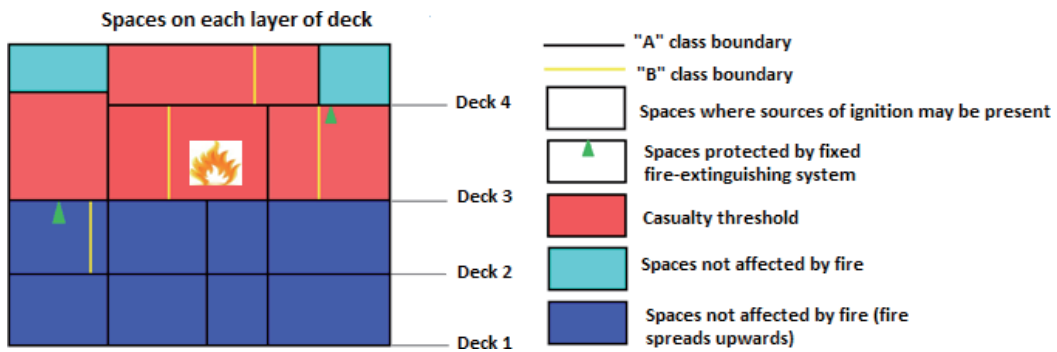 Spaces on each layer of deck
Deck 4
Deck 3
Deck 2
Deck 1
"A" class boundary
"B" class boundary
Spaces where sources of ignition may be present
Spaces protected by fixed
fire-extinguishing system
Casualty threshold
Spaces not affected by fire
Spaces not affected by fire (fire
spreads upwards)